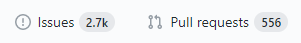 Issues 2.7k Pull requests 556